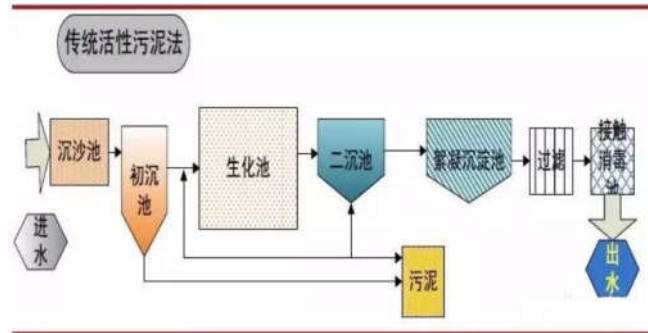 传统活性污泥法
沉沙池
初沉池
生化池
二沉池
絮凝沉淀池
过滤
接触
消毒
池
进
水
污泥
出
水